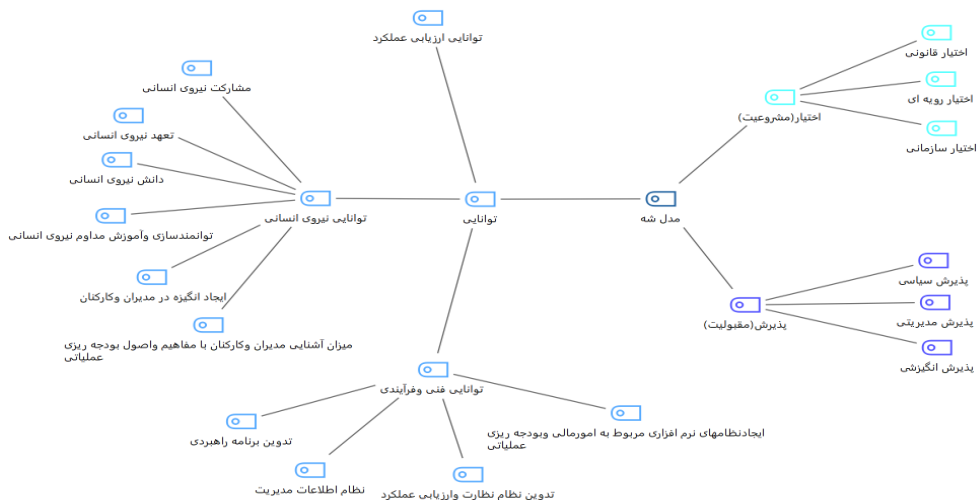 توانایی ارزیابی عملکرد
اختیار قانونی
مشارکت نیروی انسانی
اختیار رویه ای
اختیار(مشروعیت)
تعهد نیروی انسانی
اختیار سازمانی
دانش نیروی انسانی
توانایی نیروی انسانی
توانایی
مدل شه
توانمندسازی وآموزش مداوم نیروی انسانی
پذیرش سیاسی
ایجاد انگیزه در مدیران وکارکنان
پذیرش مدیریتی
پذیرش(مقبولیت)
میزان آشنایی مدیران وکارکنان با مفاهیم واصول بودجه ریزی
عملیاتی
پذیرش انگیزشی
توانایی فنی وفرآیندی
تدوین برنامه راهبردی
ایجادنظامهای نرم افزاری مربوط به امورمالی وبودجه ریزی
عملیاتی
نظام اطلاعات مدیریت
تدوین نظام نظارت وارزیابی عملکرد